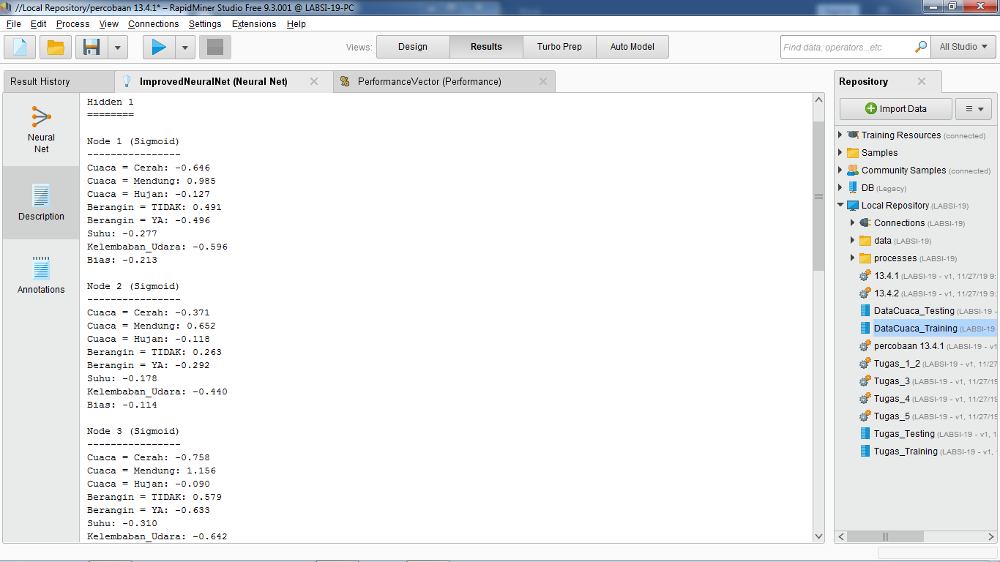 //Local Repository/percobaan 13.4.1* – RapidMiner Studio Free 9.3.001 @ LABSI-19-PC
File Edit Process View Connections Settings Extensions Help
Views: Design Results Turbo Prep Auto Model Find data, operators...etc All Studio
Result History ImprovedNeuralNet (Neural Net) PerformanceVector (Performance)
Neural
Net
Description
Annotations
Hidden 1
========
Node 1 (Sigmoid)
----------------
Cuaca = Cerah: -0.646
Cuaca = Mendung: 0.985
Cuaca = Hujan: -0.127
Berangin = TIDAK: 0.491
Berangin = YA: -0.496
Suhu: -0.277
Kelembaban_Udara: -0.596
Bias: -0.213
Node 2 (Sigmoid)
----------------
Cuaca = Cerah: -0.371
Cuaca = Mendung: 0.652
Cuaca = Hujan: -0.118
Berangin = TIDAK: 0.263
Berangin = YA: -0.292
Suhu: -0.178
Kelembaban_Udara: -0.440
Bias: -0.114
Node 3 (Sigmoid)
----------------
Cuaca = Cerah: -0.758
Cuaca = Mendung: 1.156
Cuaca = Hujan: -0.090
Berangin = TIDAK: 0.579
Berangin = YA: -0.633
Suhu: -0.310
Kelembaban_Udara: -0.642
Repository
Import Data
Training Resources (connected)
Samples
Community Samples (connected)
DB (Legacy)
Local Repository (LABSI-19)
Connections (LABSI-19)
data (LABSI-19)
processes (LABSI-19)
13.4.1 (LABSI-19 - v1, 11/27/19 9:
13.4.2 (LABSI-19 - v1, 11/27/19 9:
DataCuaca_Testing (LABSI-19 -
DataCuaca_Training (LABSI-19
percobaan 13.4.1 (LABSI-19 - v1
Tugas_1_2 (LABSI-19 - v1, 11/27
Tugas_3 (LABSI-19 - v1, 11/27/19
Tugas_4 (LABSI-19 - v1, 11/27/19
Tugas_5 (LABSI-19 - v1, 11/27/19
Tugas_Testing (LABSI-19 - v1, 1
Tugas_Training (LABSI-19 - v1,